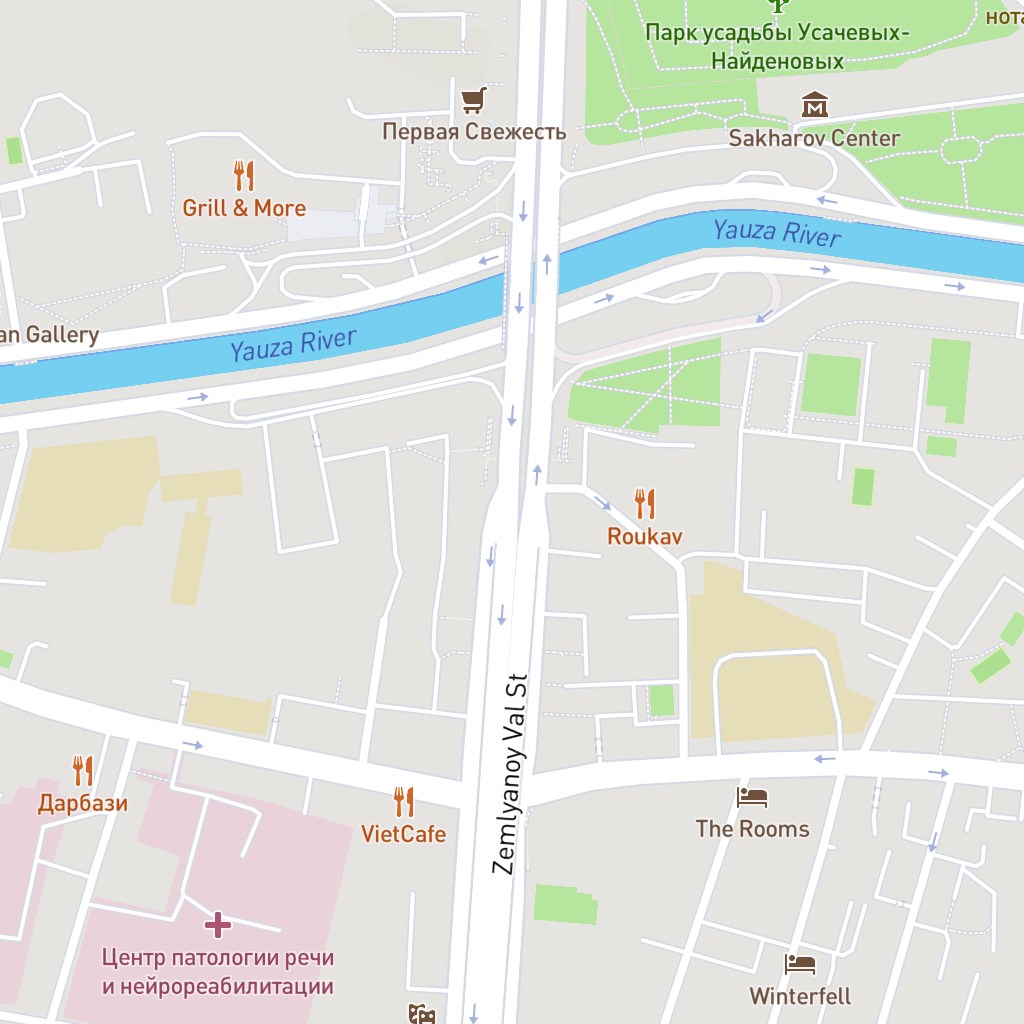 нота
Парк усадьбы Усачевых-
Найденовых
Первая Свежесть
Sakharov Center
Grill & More
Yauza River
an Gallery
Yauza River
Roukav
Zemlyanoy Val St
Дарбази
VietCafe
The Rooms
Центр патологии речи
и нейрореабилитации
Winterfell